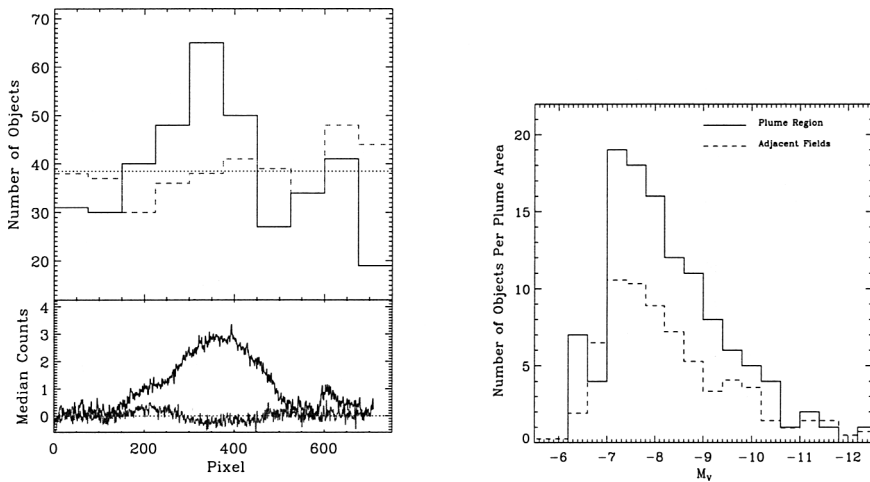 70
60
50
40
30
20
Number of Objects
4
3
2
1
0
Median Counts
0 200 400 600
Pixel
20
15
10
5
0
Number of Objects Per Plume Area
Plume Region
Adjacent Fields
-6 -7 -8 -9 -10 -11 -12
Mv